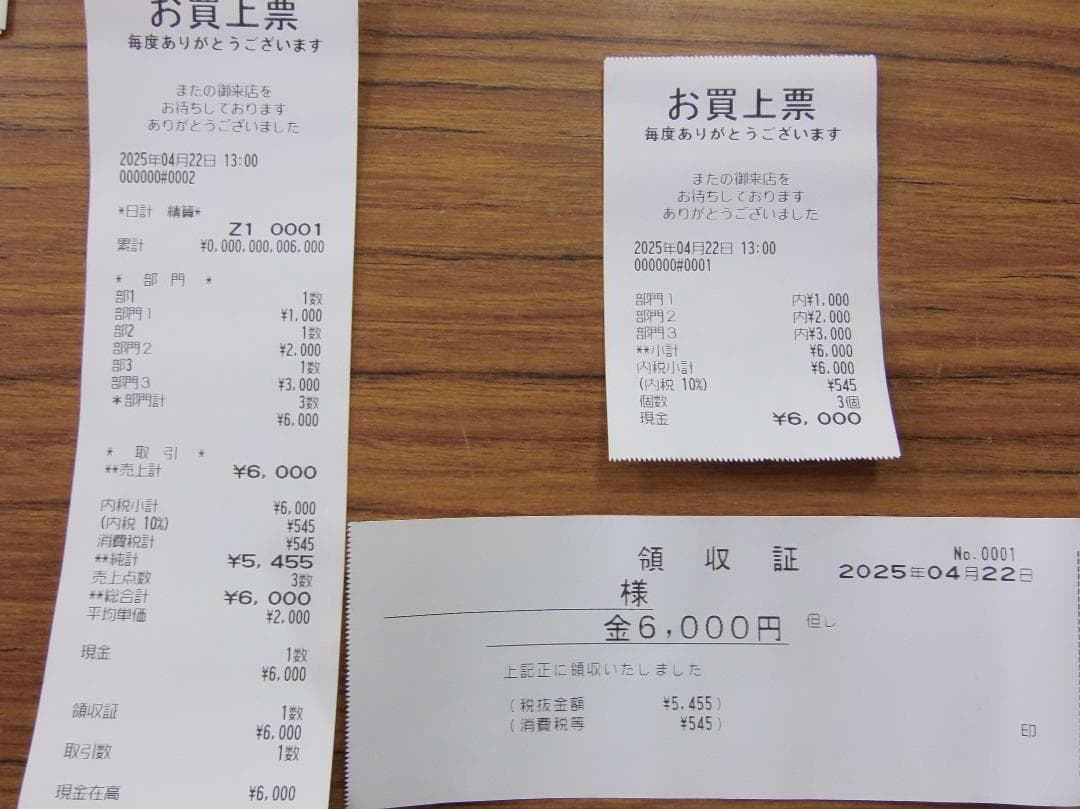 お買上票
毎度ありがとうございます
またの御来店を
お待ちしております
ありがとうございました
2025年04月22日 13:00
000000#0002
*日計 精算*
Z1 0001
累計 ¥0,000,000,006,000
* 部 門 *
部1 1数
部門1 ¥1,000
部2 1数
部門2 ¥2,000
部3 1数
部門3 ¥3,000
*部門計 3数
¥6,000
* 取 引 *
**売上計 ¥6,000
内税小計 ¥6,000
(内税 10%) ¥545
消費税計 ¥545
**純計 ¥5,455
売上点数 3数
**総合計 ¥6,000
平均単価 ¥2,000
現金 1数
¥6,000
領収証 1数
¥6,000
取引数 1数
現金在高 ¥6,000
お買上票
毎度ありがとうございます
またの御来店を
お待ちしております
ありがとうございました
2025年04月22日 13:00
000000#0001
部門1 内¥1,000
部門2 内¥2,000
部門3 内¥3,000
**小計 ¥6,000
内税小計 ¥6,000
(内税 10%) ¥545
個数 3個
現金 ¥6,000
領 収 証 No.0001
2025年04月22日
様
金6,000円 但し
上記正に領収いたしました
(税抜金額 ¥5,455)
(消費税等 ¥545)
印